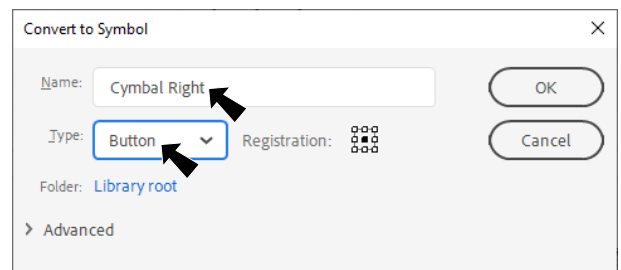 Convert to Symbol
Name: Cymbal Right OK
Type: Button Registration: Cancel
Folder: Library root
Advanced